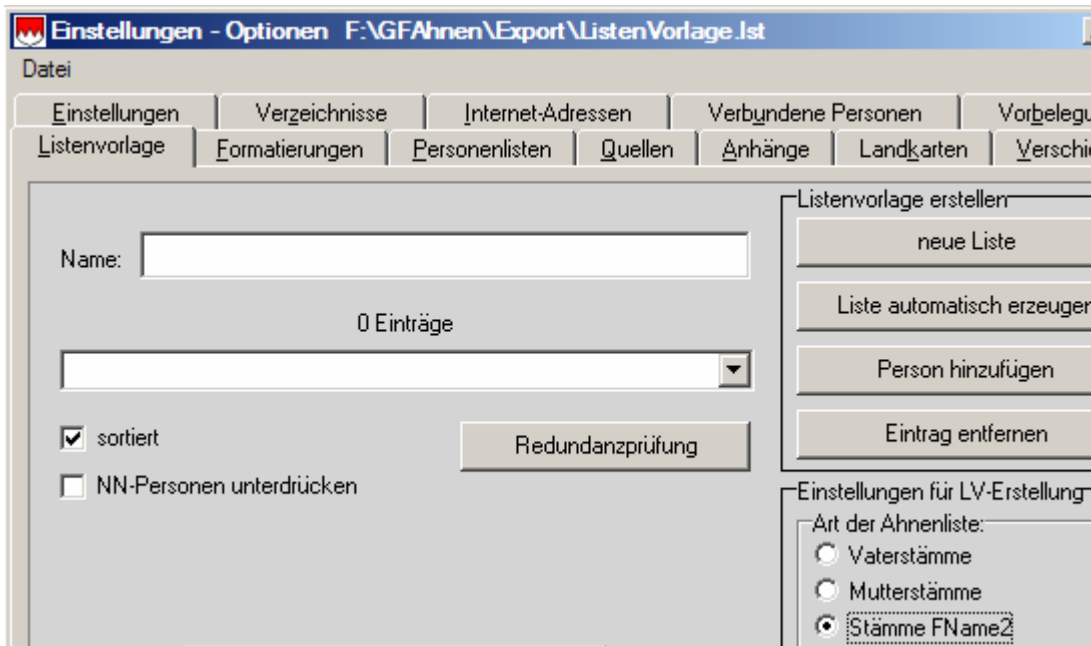 Einstellungen - Optionen F:\GFAhnen\Export\ListenVorlage.lst
Datei
Einstellungen Verzeichnisse Internet-Adressen Verbundene Personen Vorbelegu
Listenvorlage Formatierungen Personenlisten Quellen Anhänge Landkarten Verschie
Name:
0 Einträge
sortiert
Redundanzprüfung
NN-Personen unterdrücken
Listenvorlage erstellen
neue Liste
Liste automatisch erzeugen
Person hinzufügen
Eintrag entfernen
Einstellungen für LV-Erstellung
Art der Ahnenliste:
Vaterstämme
Mutterstämme
Stämme FName2